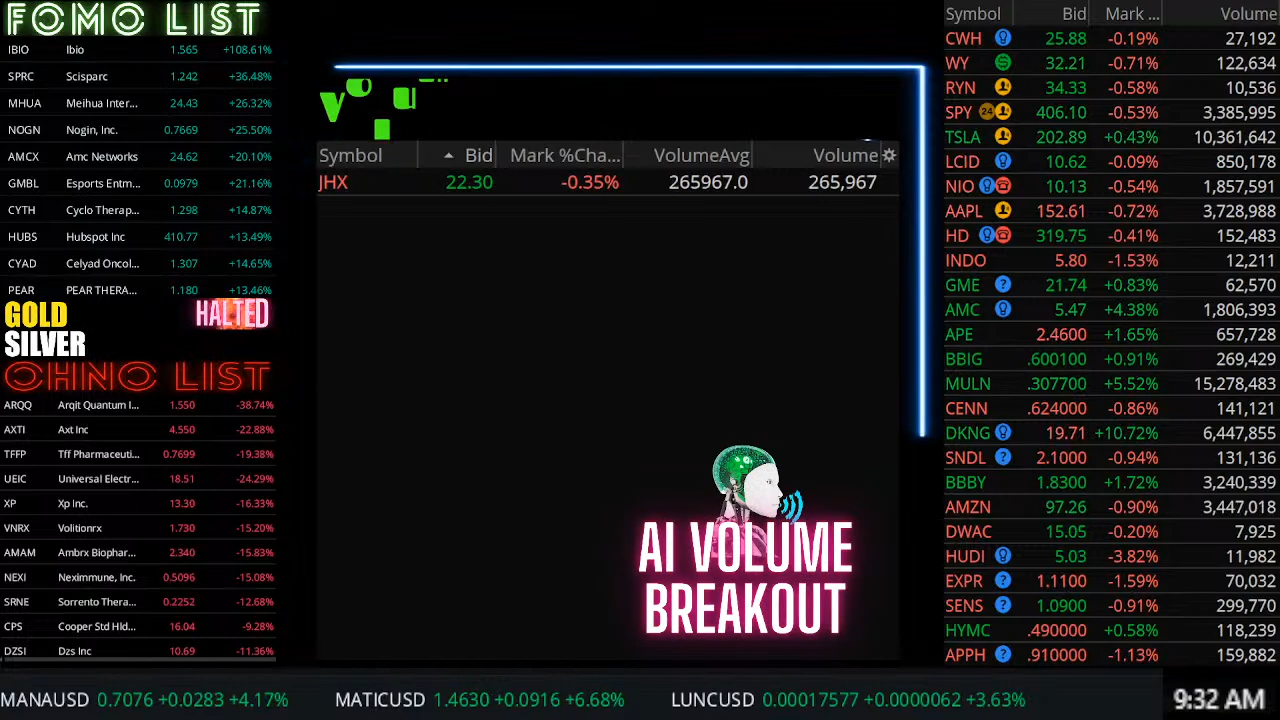 FOMO LIST
IBIO Ibio 1.565 +108.61%
SPRC Scisparc 1.242 +36.48%
MHUA Meihua Inter... 24.43 +26.32%
NOGN Nogin, Inc. 0.7669 +25.50%
AMCX Amc Networks 24.62 +20.10%
GMBL Esports Entm... 0.0979 +21.16%
CYTH Cyclo Therap... 1.298 +14.87%
HUBS Hubspot Inc 410.77 +13.49%
CYAD Celyad Oncol... 1.307 +14.65%
PEAR PEAR THERA... 1.180 +13.46%
GOLD HALTED
SILVER
OHNO LIST
ARQQ Arqit Quantum I... 1.550 -38.74%
AXTI Axt Inc 4.550 -22.88%
TFFP Tff Pharmaceuti... 0.7699 -19.38%
UEIC Universal Electr... 18.51 -24.29%
XP Xp Inc. 13.30 -16.33%
VNRX Volitionrx 1.730 -15.20%
AMAM Ambrx Biophar... 2.340 -15.83%
NEXI Neximmune, Inc. 0.5096 -15.08%
SRNE Sorrento Thera... 0.2252 -12.68%
CPS Cooper Std Hld... 16.04 -9.28%
DZSI Dzs Inc 10.69 -11.36%
Symbol Bid Mark %Cha... VolumeAvg Volume
JHX 22.30 -0.35% 265967.0 265,967
AI VOLUME
BREAKOUT
Symbol Bid Mark ... Volume
CWH 25.88 -0.19% 27,192
WY 32.21 -0.71% 122,634
RYN 34.33 -0.58% 10,536
SPY 24 406.10 -0.53% 3,385,995
TSLA 202.89 +0.43% 10,361,642
LCID 10.62 -0.09% 850,178
NIO 10.13 -0.54% 1,857,591
AAPL 152.61 -0.72% 3,728,988
HD 319.75 -0.41% 152,483
INDO 5.80 -1.53% 12,211
GME ? 21.74 +0.83% 62,570
AMC 5.47 +4.38% 1,806,393
APE 2.4600 +1.65% 657,728
BBIG .600100 +0.91% 269,429
MULN .307700 +5.52% 15,278,483
CENN .624000 -0.86% 141,121
DKNG 19.71 +10.72% 6,447,855
SNDL ? 2.1000 -0.94% 131,136
BBBY 1.8300 +1.72% 3,240,339
AMZN 97.26 -0.90% 3,447,018
DWAC 15.05 -0.20% 7,925
HUDI 5.03 -3.82% 11,982
EXPR ? 1.1100 -1.59% 70,032
SENS ? 1.0900 -0.91% 299,770
HYMC .490000 +0.58% 118,239
APPH ? .910000 -1.13% 159,882
MANAUSD 0.7076 +0.0283 +4.17% MATICUSD 1.4630 +0.0916 +6.68% LUNCUSD 0.00017577 +0.0000062 +3.63% 9:32 AM